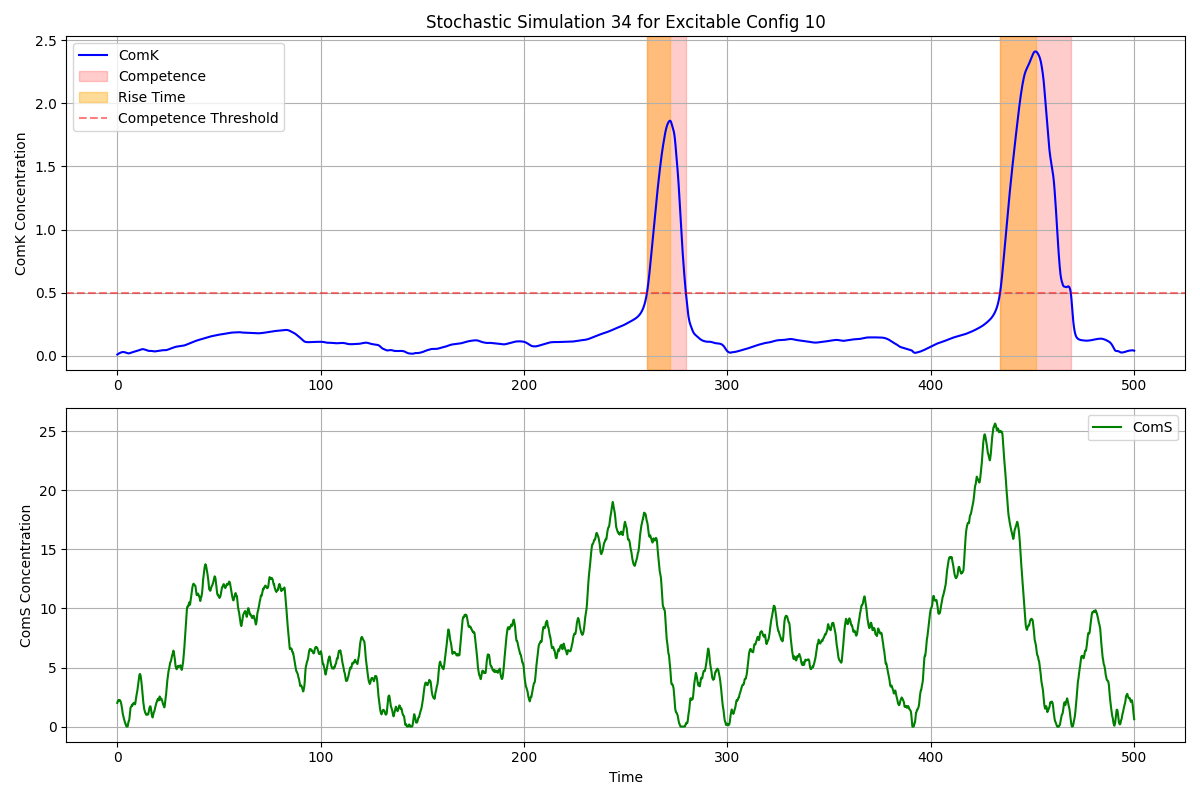 Stochastic Simulation 34 for Excitable Config 10
ComK Concentration
2.5
2.0
1.5
1.0
0.5
0.0
ComK
Competence
Rise Time
Competence Threshold
0 100 200 300 400 500
ComS Concentration
25
20
15
10
5
0
ComS
0 100 200 300 400 500
Time